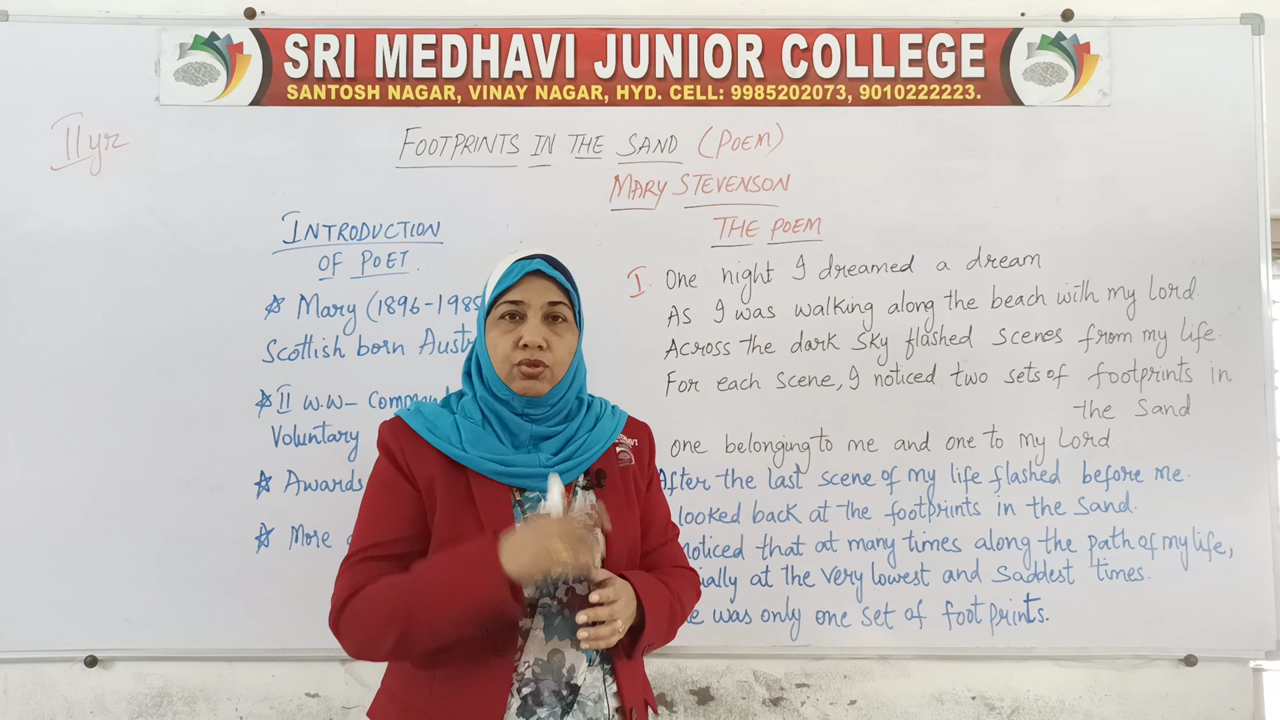 SRI MEDHAVI JUNIOR COLLEGE
SANTOSH NAGAR, VINAY NAGAR, HYD. CELL: 9985202073, 9010222223.
II yr
FOOTPRINTS IN THE SAND (POEM)
MARY STEVENSON
INTRODUCTION
OF POET.
Mary (1896-1985
Scottish born
II W.W-
Voluntary
Awards
More
THE POEM
I. One night I dreamed a dream
As I was walking along the beach with my Lord.
Across the dark sky flashed scenes from my life.
For each scene, I noticed two sets of footprints in
the Sand.
one belonging to me and one to my Lord
After the last scene of my life flashed before me.
looked back at the footprints in the Sand.
noticed that at many times along the path of my life,
at the very lowest and saddest times.
was only one set of footprints.